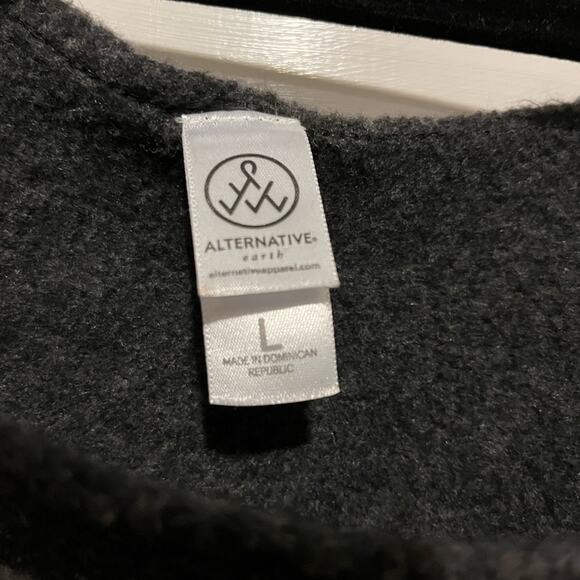 ALTERNATIVE®
earth
alternativeapparel.com
L
MADE IN DOMINICAN
REPUBLIC